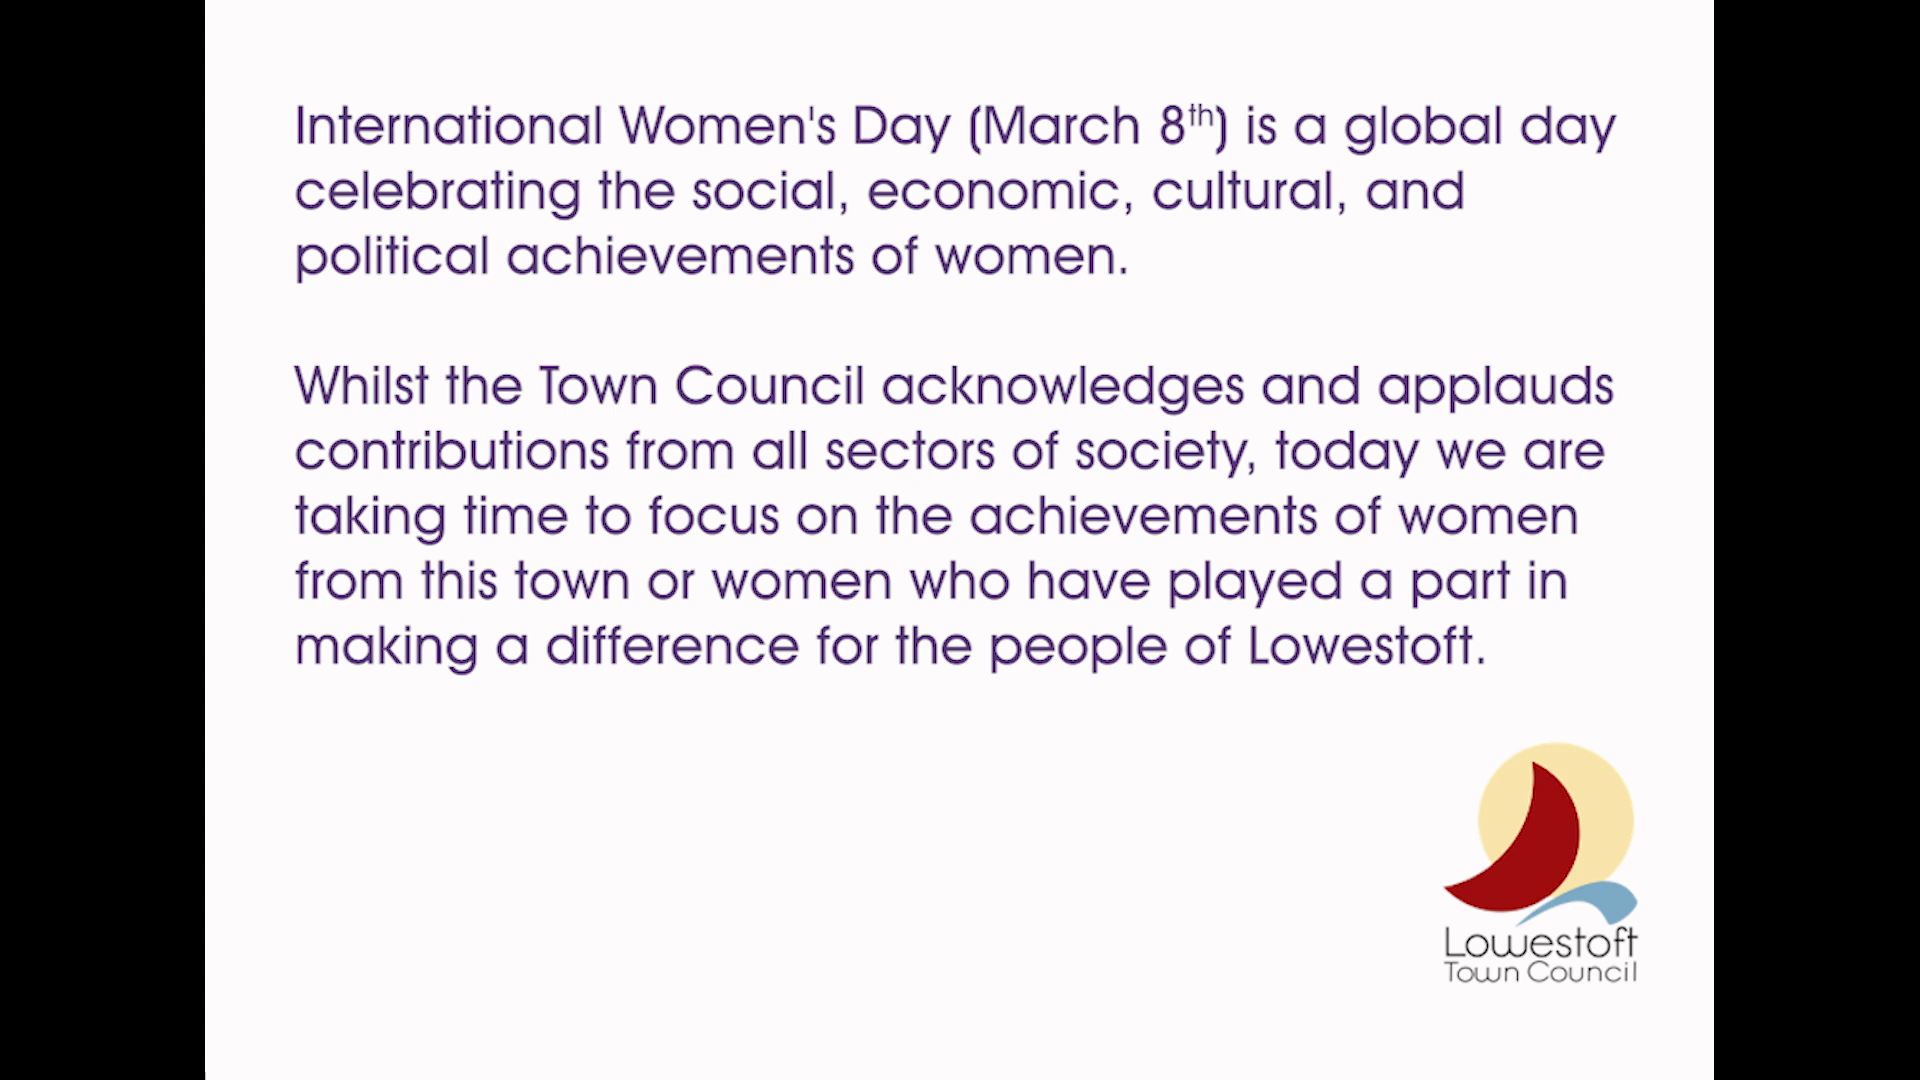 International Women's Day (March 8th) is a global day
celebrating the social, economic, cultural, and
political achievements of women.
Whilst the Town Council acknowledges and applauds
contributions from all sectors of society, today we are
taking time to focus on the achievements of women
from this town or women who have played a part in
making a difference for the people of Lowestoft.
Lowestoft
Town Council